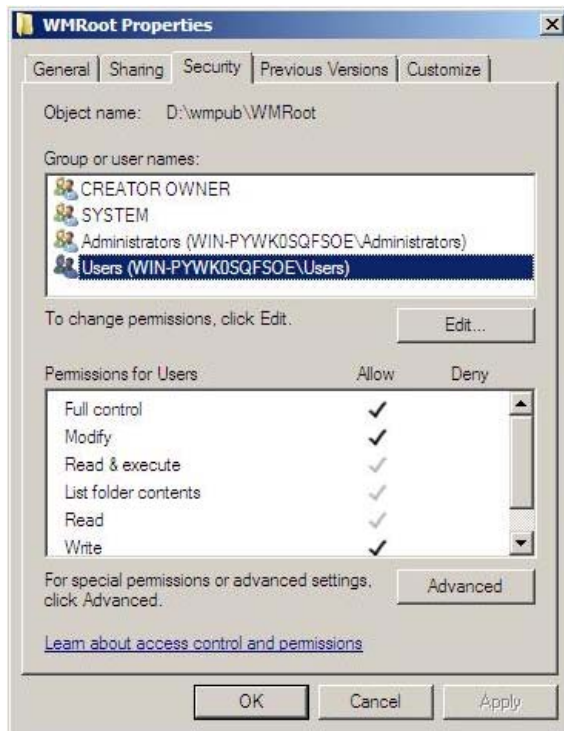 WMRoot Properties
General Sharing Security Previous Versions Customize
Object name: D:\wmpub\WMRoot
Group or user names:
CREATOR OWNER
SYSTEM
Administrators (WIN-PYWK0SQFSOE\Administrators)
Users (WIN-PYWK0SQFSOE\Users)
To change permissions, click Edit.
Edit...
Permissions for Users Allow Deny
Full control
Modify
Read & execute
List folder contents
Read
Write
For special permissions or advanced settings,
click Advanced.
Advanced
Learn about access control and permissions
OK Cancel Apply